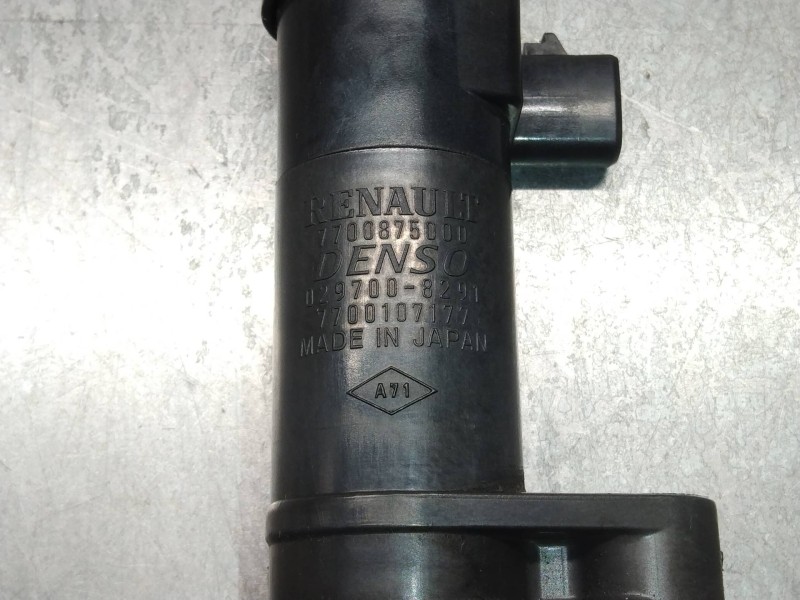 RENAULT
7700875000
DENSO
029700-8291
7700107177
MADE IN JAPAN
A71